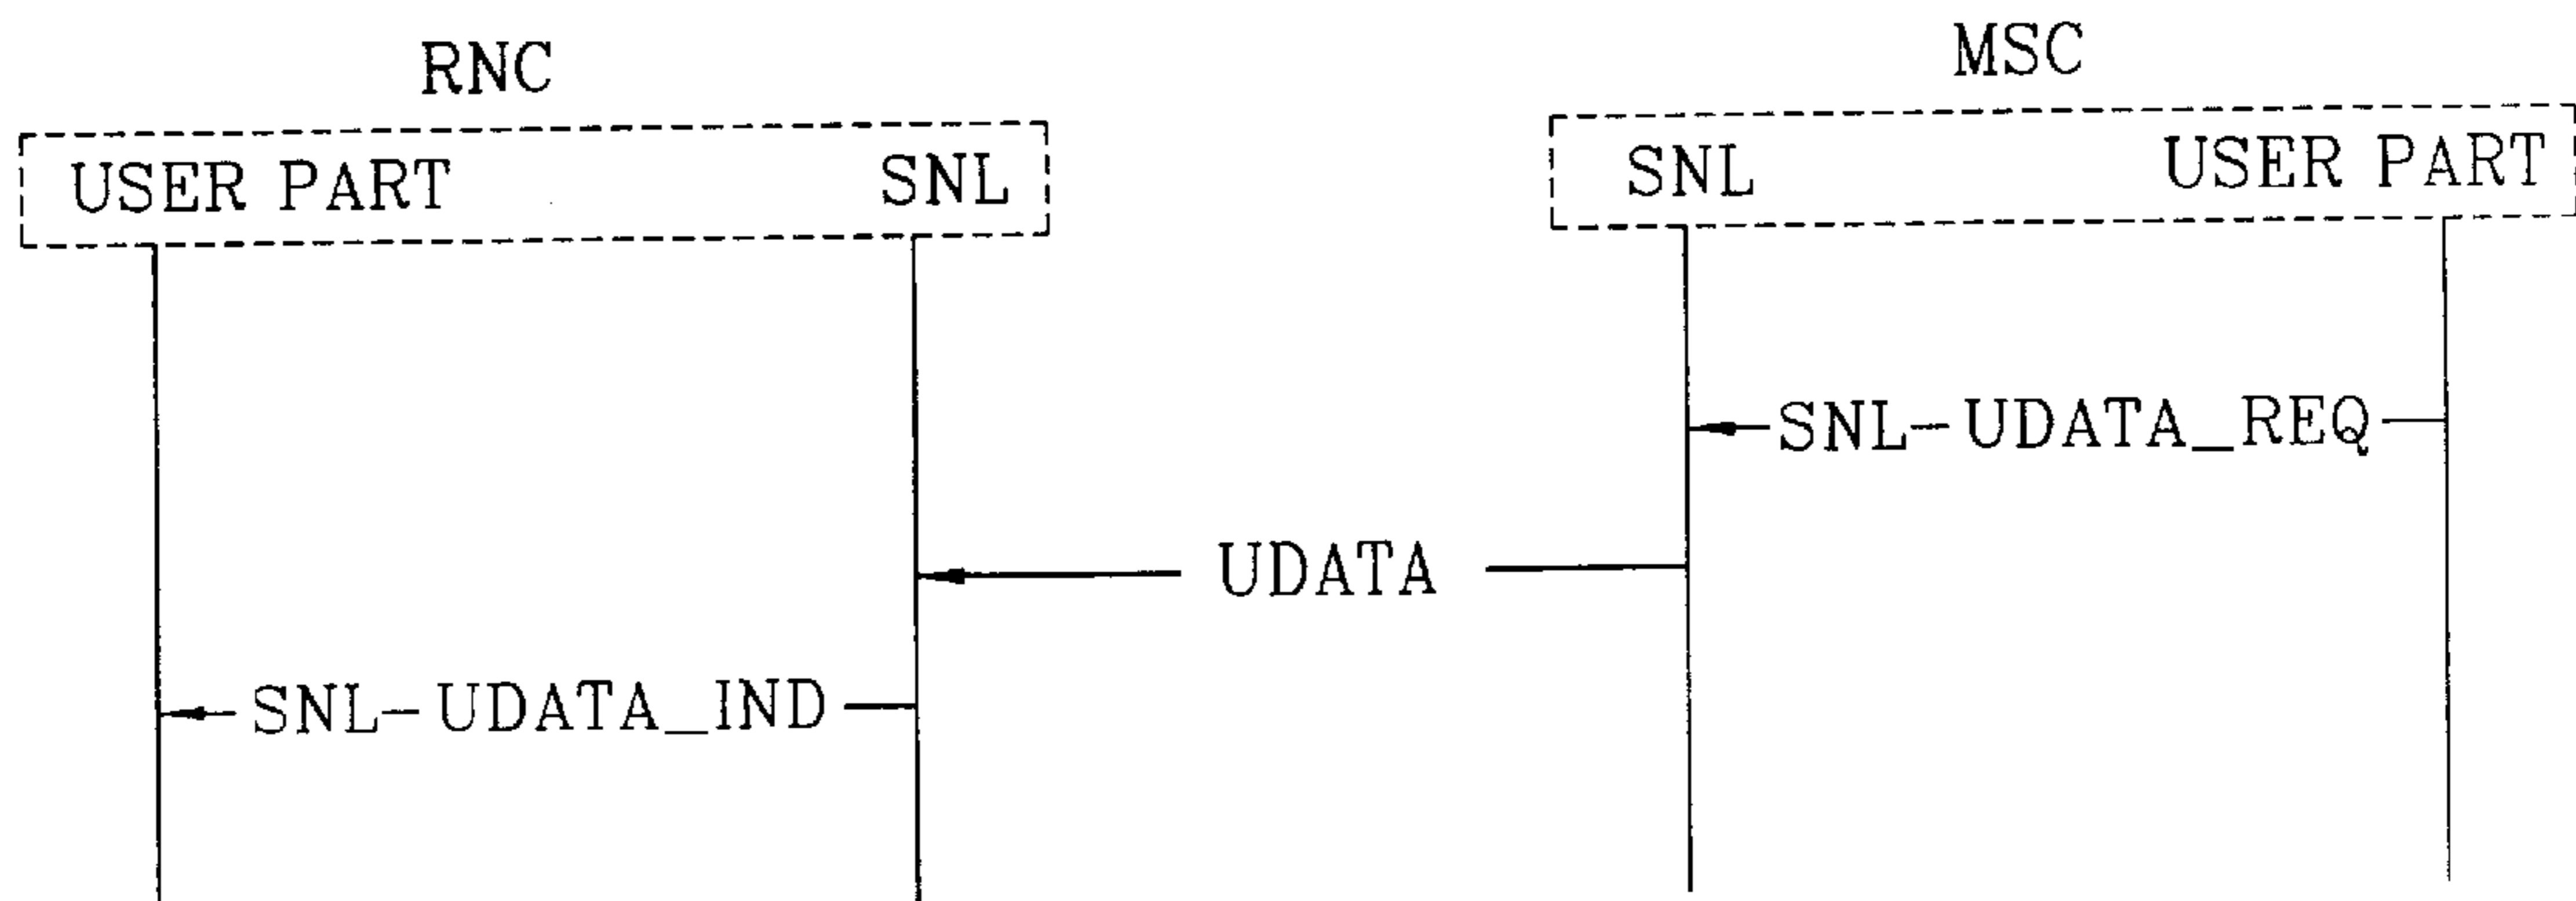 RNC
MSC
USER PART
SNL
SNL
USER PART
SNL-UDATA_REQ
UDATA
SNL-UDATA_IND